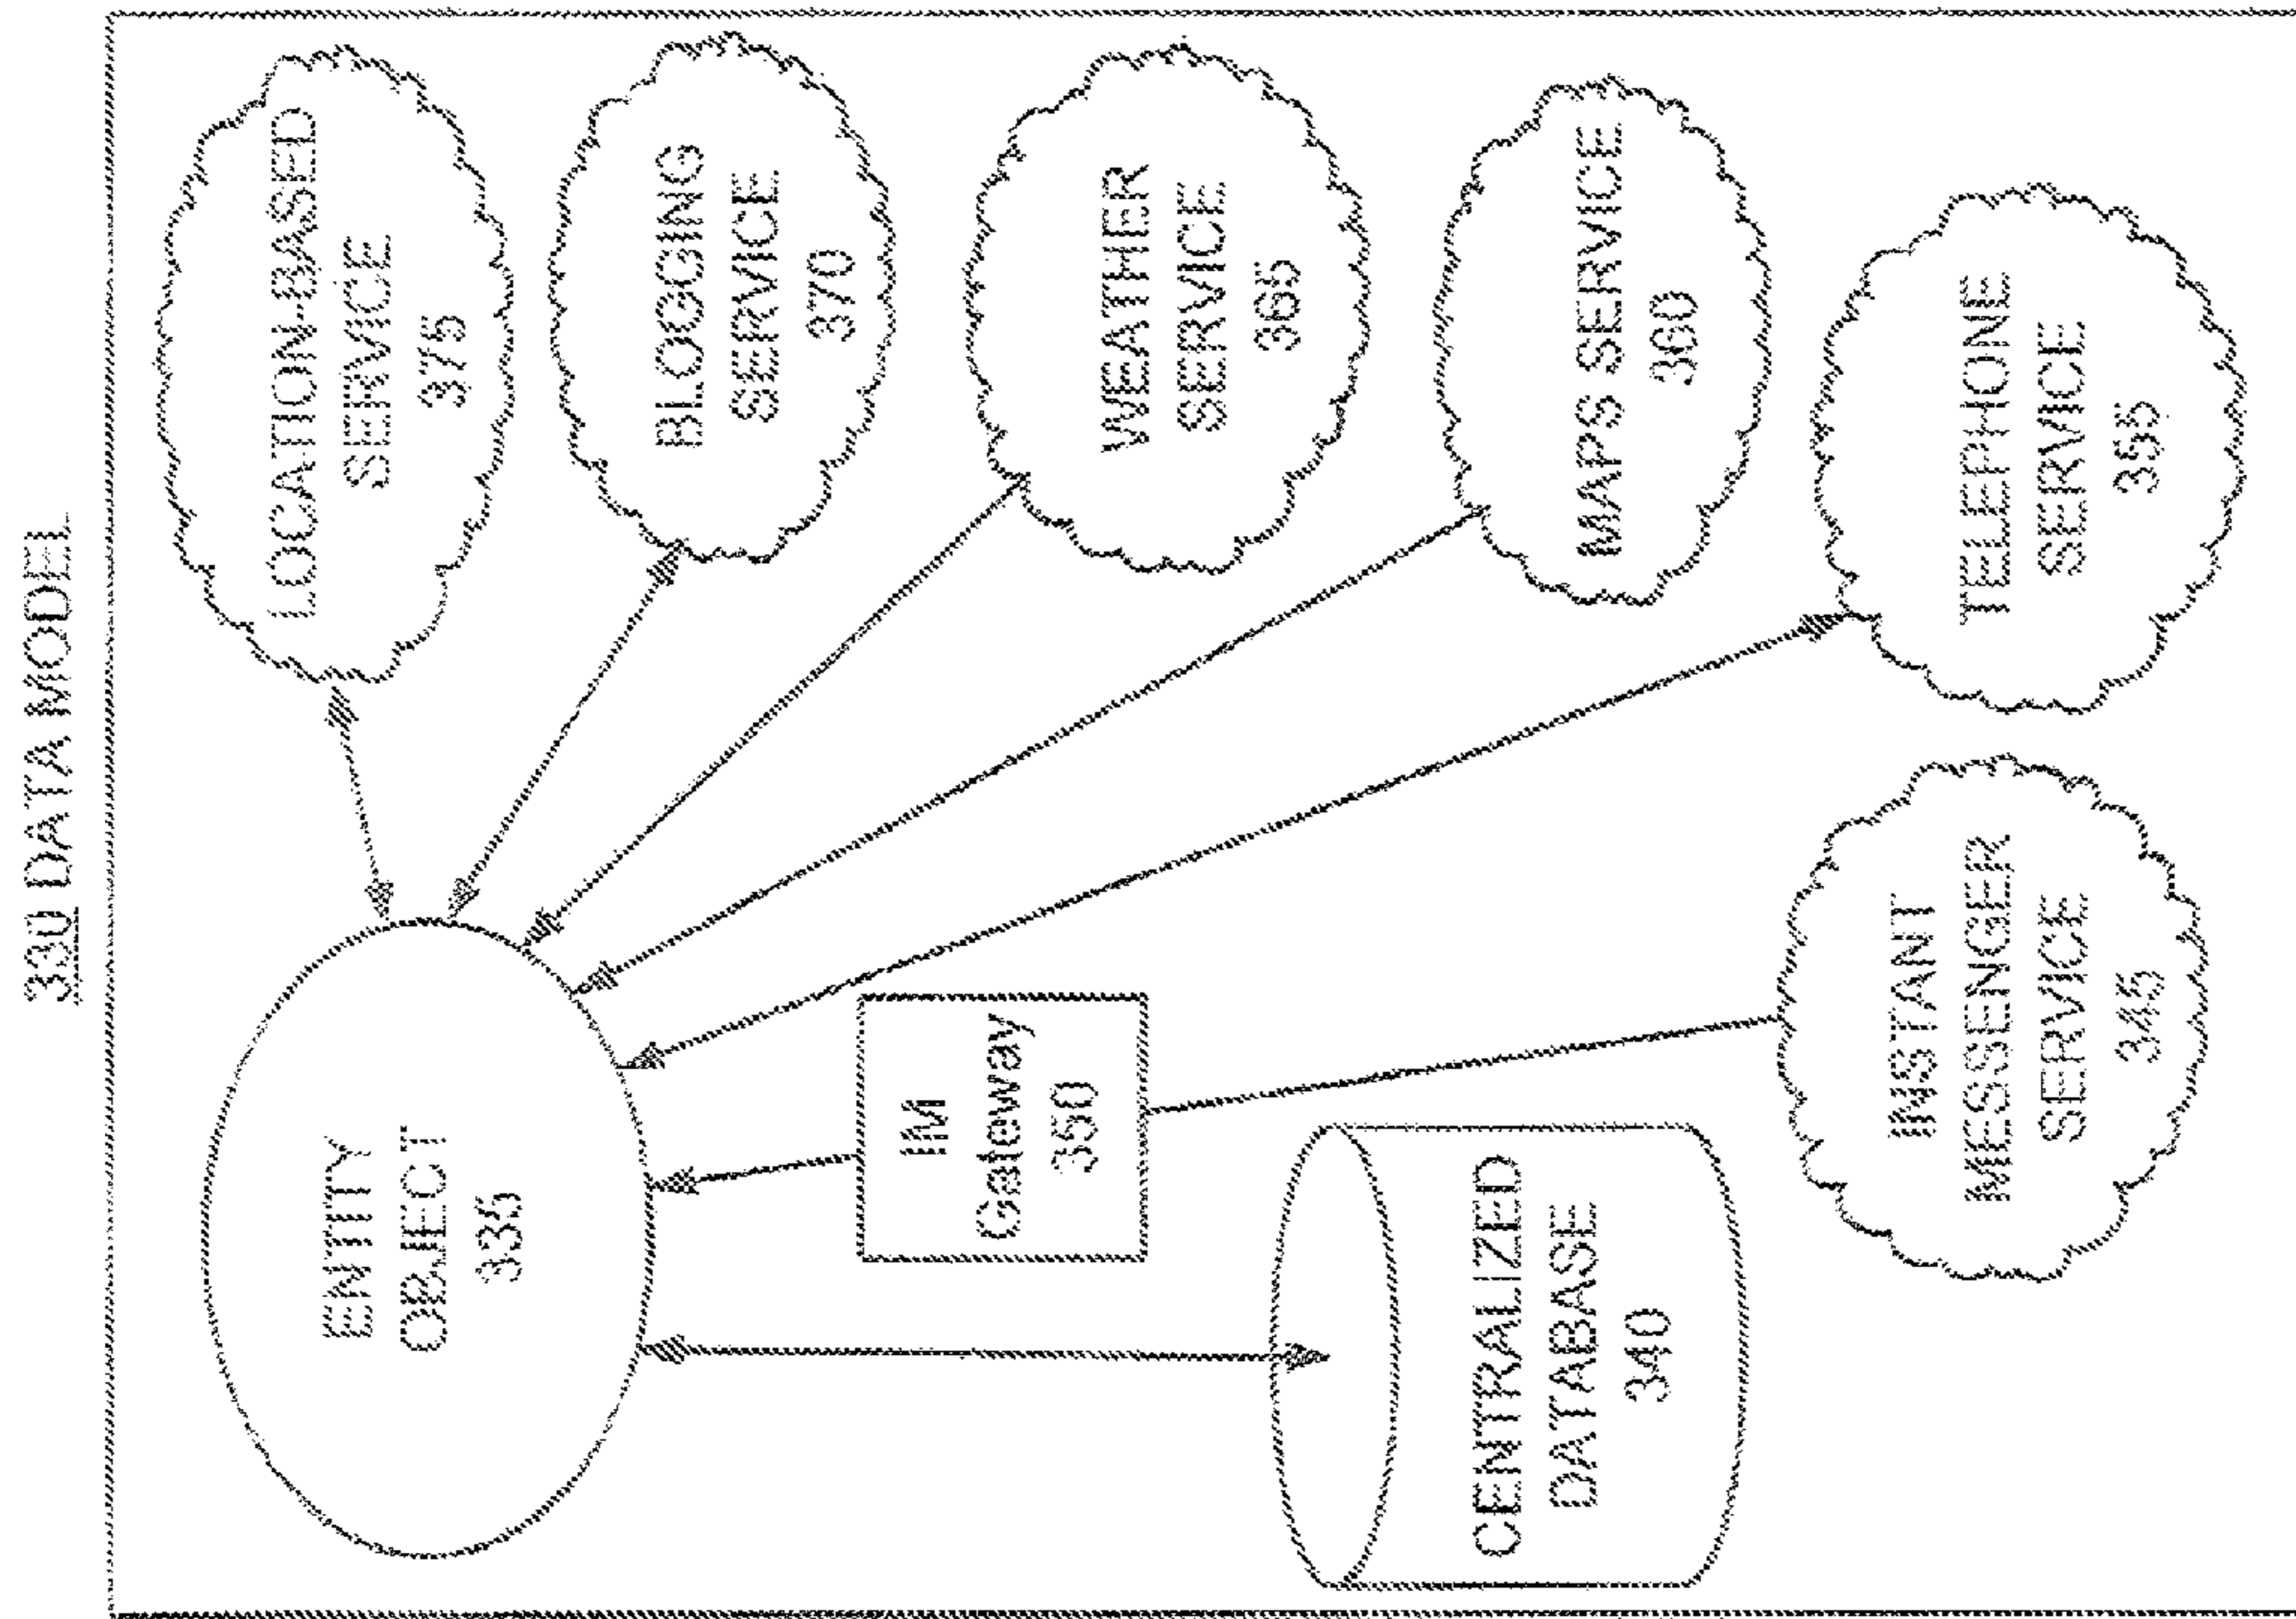 330 DATA MODEL
ENTITY
OBJECT
335
LOCATION-BASED
SERVICE
375
BLOGGING
SERVICE
370
WEATHER
SERVICE
365
MAPS SERVICE
360
TELEPHONE
SERVICE
355
IM
Gateway
350
CENTRALIZED
DATABASE
340
INSTANT
MESSENGER
SERVICE
345